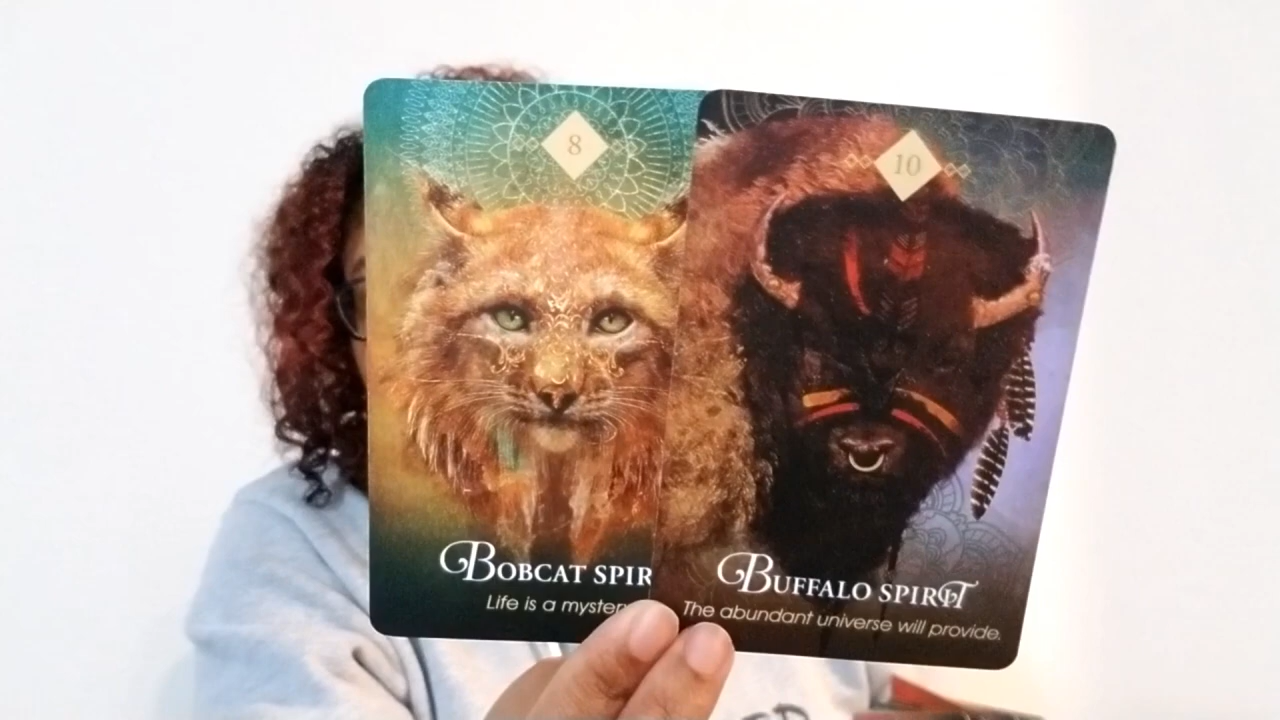 8
10
BOBCAT SPIR
Life is a myster
BUFFALO SPIRIT
The abundant universe will provide.